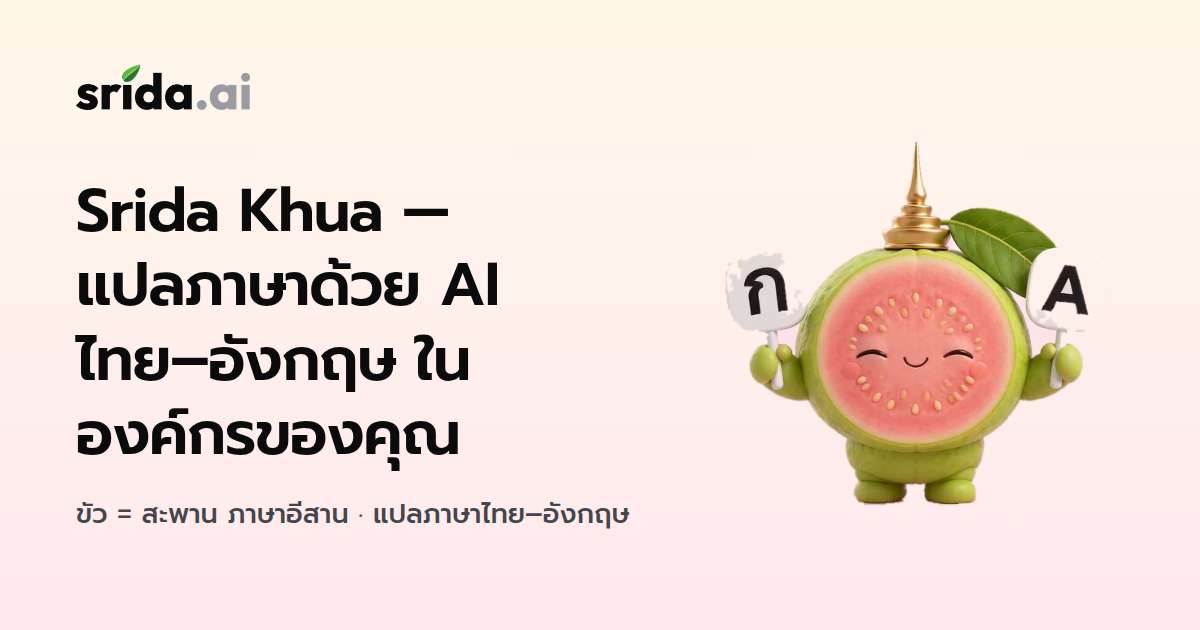 srida.ai
Srida Khua —
แปลภาษาด้วย AI
ไทย–อังกฤษ ใน
องค์กรของคุณ
ขัว = สะพาน ภาษาอีสาน · แปลภาษาไทย–อังกฤษ
ก
A